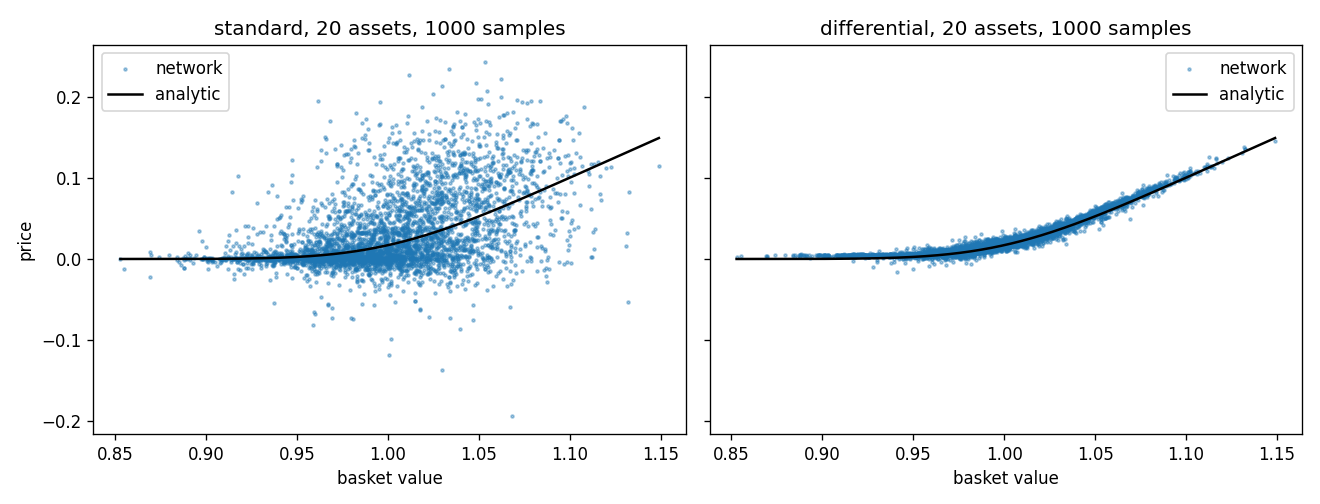 standard, 20 assets, 1000 samples
network
analytic
price
0.2
0.1
0.0
−0.1
−0.2
0.85 0.90 0.95 1.00 1.05 1.10 1.15
basket value
differential, 20 assets, 1000 samples
network
analytic
0.85 0.90 0.95 1.00 1.05 1.10 1.15
basket value